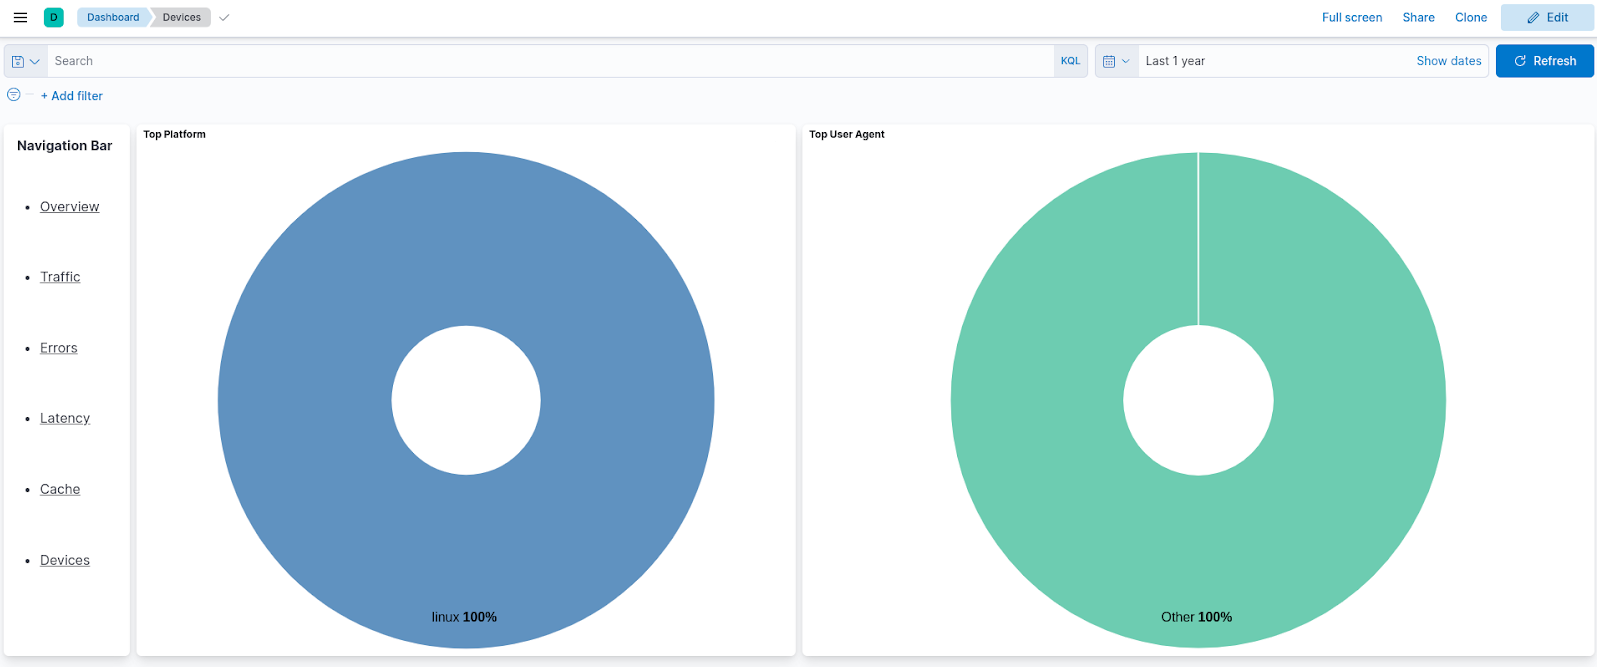 D Dashboard Devices Full screen Share Clone Edit
Search KQL Last 1 year Show dates Refresh
+ Add filter
Navigation Bar
Overview
Traffic
Errors
Latency
Cache
Devices
Top Platform
linux 100%
Top User Agent
Other 100%